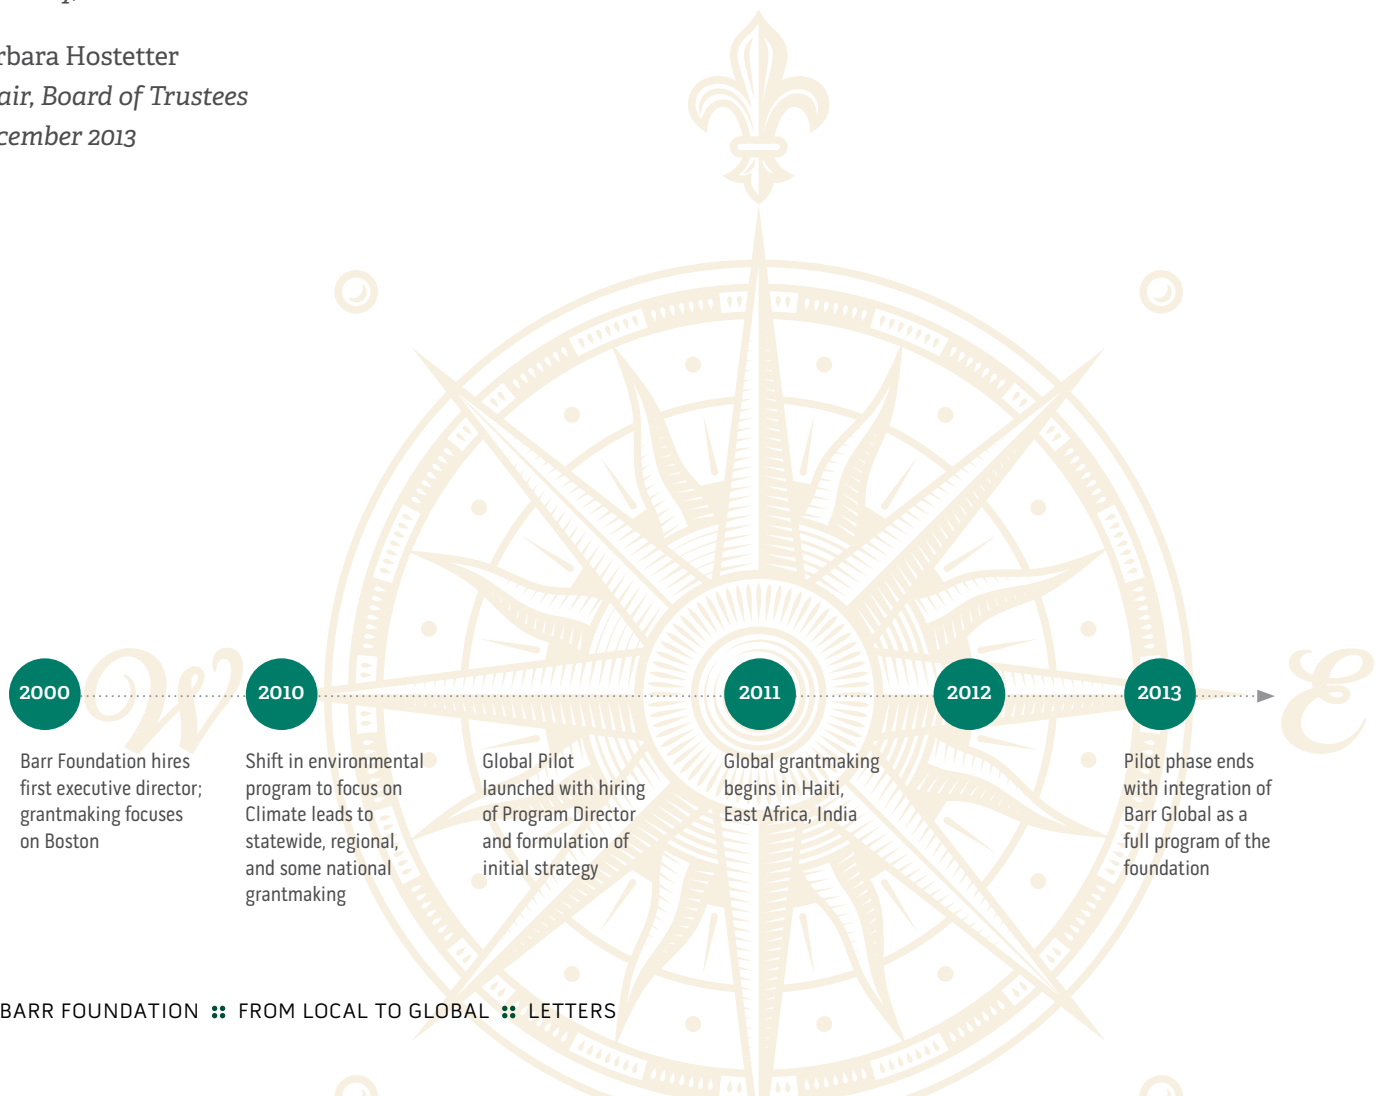 rbara Hostetter
air, Board of Trustees
cember 2013
W
E
2000
2010
2011
2012
2013
Barr Foundation hires
first executive director;
grantmaking focuses
on Boston
Shift in environmental
program to focus on
Climate leads to
statewide, regional,
and some national
grantmaking
Global Pilot
launched with hiring
of Program Director
and formulation of
initial strategy
Global grantmaking
begins in Haiti,
East Africa, India
Pilot phase ends
with integration of
Barr Global as a
full program of the
foundation
BARR FOUNDATION :: FROM LOCAL TO GLOBAL :: LETTERS